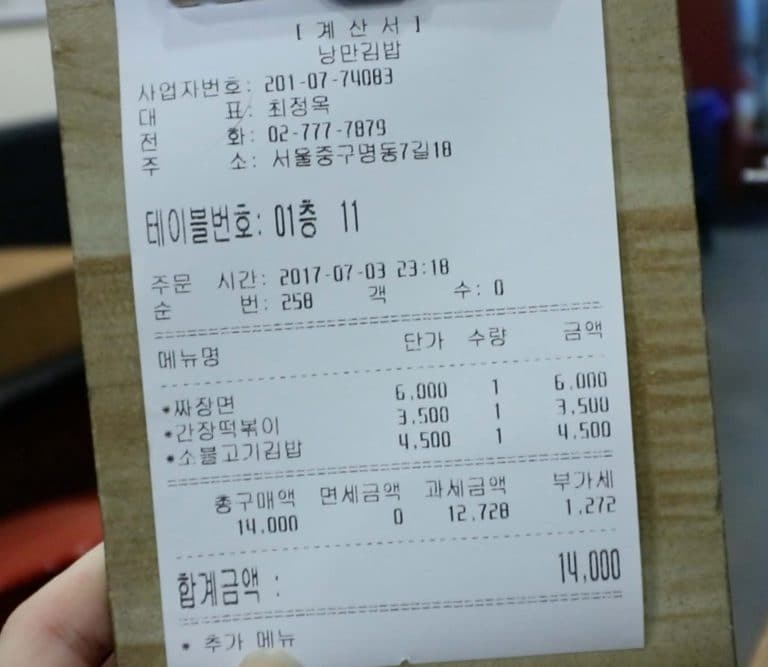 [ 계 산 서 ]
낭만김밥
사업자번호: 201-07-74083
대 표: 최정옥
전 화: 02-777-7879
주 소: 서울중구명동7길18
테이블번호: 01층 11
주문 시간: 2017-07-03 23:18
순 번: 258 객 수: 0
메뉴명 단가 수량 금액
*짜장면 6,000 1 6,000
*간장떡볶이 3,500 1 3,500
*소불고기김밥 4,500 1 4,500
총구매액 면세금액 과세금액 부가세
14,000 0 12,728 1,272
합계금액 : 14,000
* 추가 메뉴